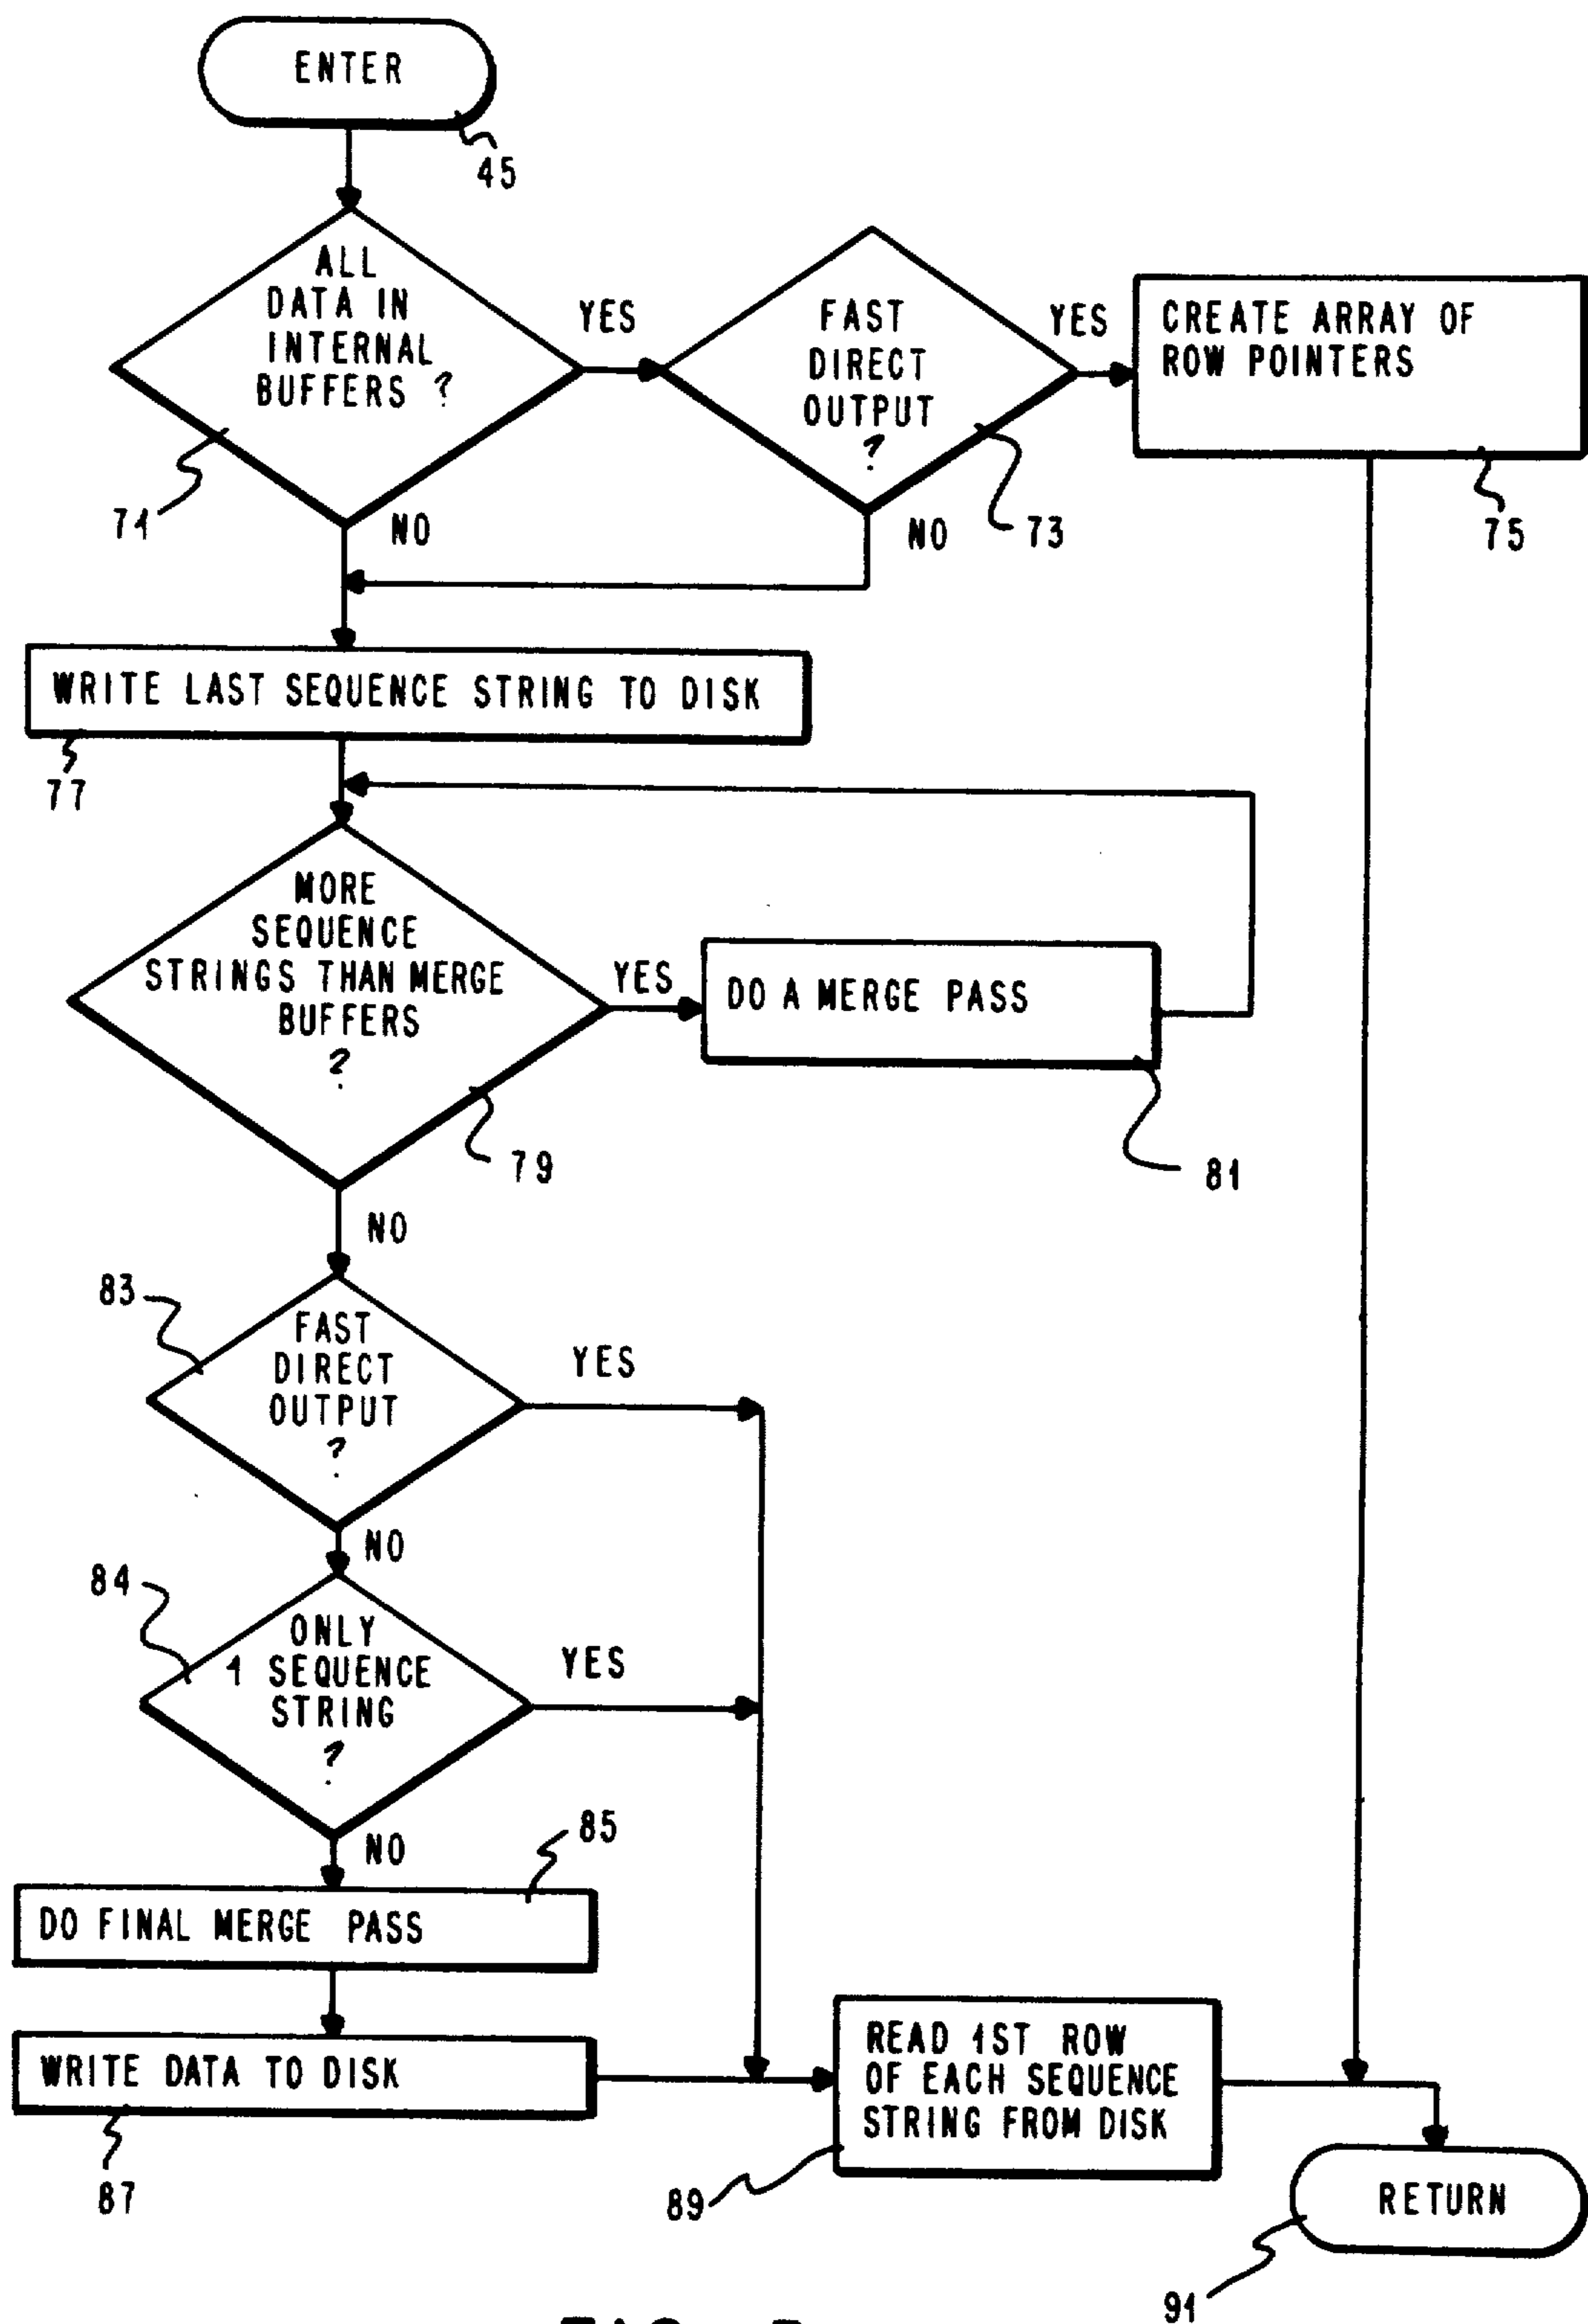 ENTER
45
ALL
DATA IN
INTERNAL
BUFFERS ?
71
YES
NO
FAST
DIRECT
OUTPUT
?
73
YES
NO
CREATE ARRAY OF
ROW POINTERS
75
WRITE LAST SEQUENCE STRING TO DISK
77
MORE
SEQUENCE
STRINGS THAN MERGE
BUFFERS
?
79
YES
NO
DO A MERGE PASS
81
83
FAST
DIRECT
OUTPUT
?
YES
NO
84
ONLY
1 SEQUENCE
STRING
?
YES
NO
85
DO FINAL MERGE PASS
WRITE DATA TO DISK
87
READ 1ST ROW
OF EACH SEQUENCE
STRING FROM DISK
89
RETURN
91